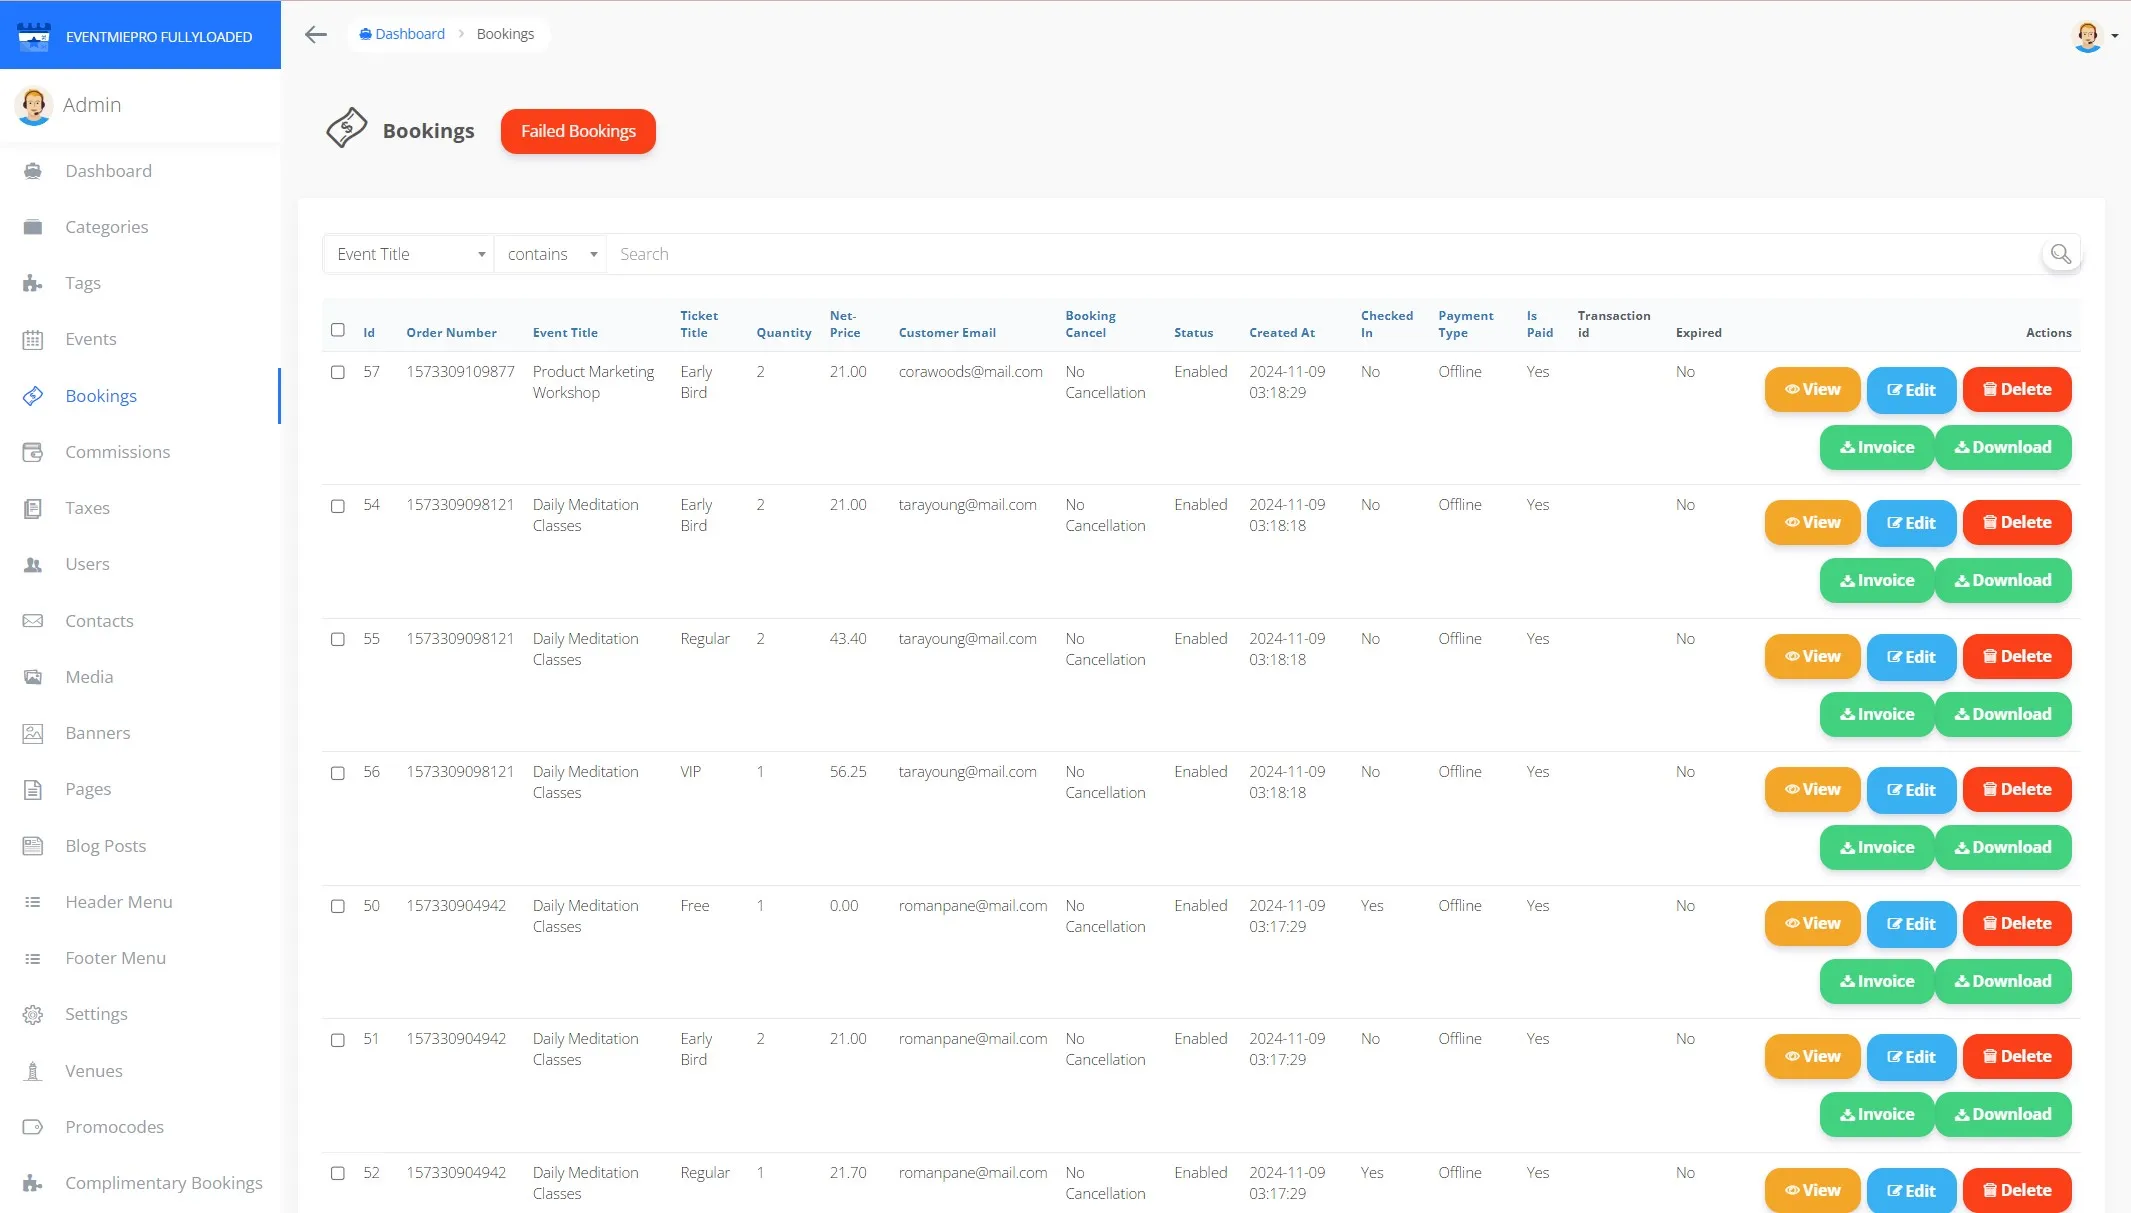 EVENTMIEPRO FULLYLOADED
Dashboard > Bookings
Admin
Dashboard
Categories
Tags
Events
Bookings
Commissions
Taxes
Users
Contacts
Media
Banners
Pages
Blog Posts
Header Menu
Footer Menu
Settings
Venues
Promocodes
Complimentary Bookings
Bookings Failed Bookings
Event Title contains Search
Ticket Net- Booking Checked Payment Is Transaction
Id Order Number Event Title Title Quantity Price Customer Email Cancel Status Created At In Type Paid id Expired Actions
57 1573309109877 Product Marketing Early 2 21.00 corawoods@mail.com No Enabled 2024-11-09 No Offline Yes No
Workshop Bird Cancellation 03:18:29
View Edit Delete
Invoice Download
54 1573309098121 Daily Meditation Early 2 21.00 tarayoung@mail.com No Enabled 2024-11-09 No Offline Yes No
Classes Bird Cancellation 03:18:18
View Edit Delete
Invoice Download
55 1573309098121 Daily Meditation Regular 2 43.40 tarayoung@mail.com No Enabled 2024-11-09 No Offline Yes No
Classes Cancellation 03:18:18
View Edit Delete
Invoice Download
56 1573309098121 Daily Meditation VIP 1 56.25 tarayoung@mail.com No Enabled 2024-11-09 No Offline Yes No
Classes Cancellation 03:18:18
View Edit Delete
Invoice Download
50 157330904942 Daily Meditation Free 1 0.00 romanpane@mail.com No Enabled 2024-11-09 Yes Offline Yes No
Classes Cancellation 03:17:29
View Edit Delete
Invoice Download
51 157330904942 Daily Meditation Early 2 21.00 romanpane@mail.com No Enabled 2024-11-09 No Offline Yes No
Classes Bird Cancellation 03:17:29
View Edit Delete
Invoice Download
52 157330904942 Daily Meditation Regular 1 21.70 romanpane@mail.com No Enabled 2024-11-09 Yes Offline Yes No
Classes Cancellation 03:17:29
View Edit Delete